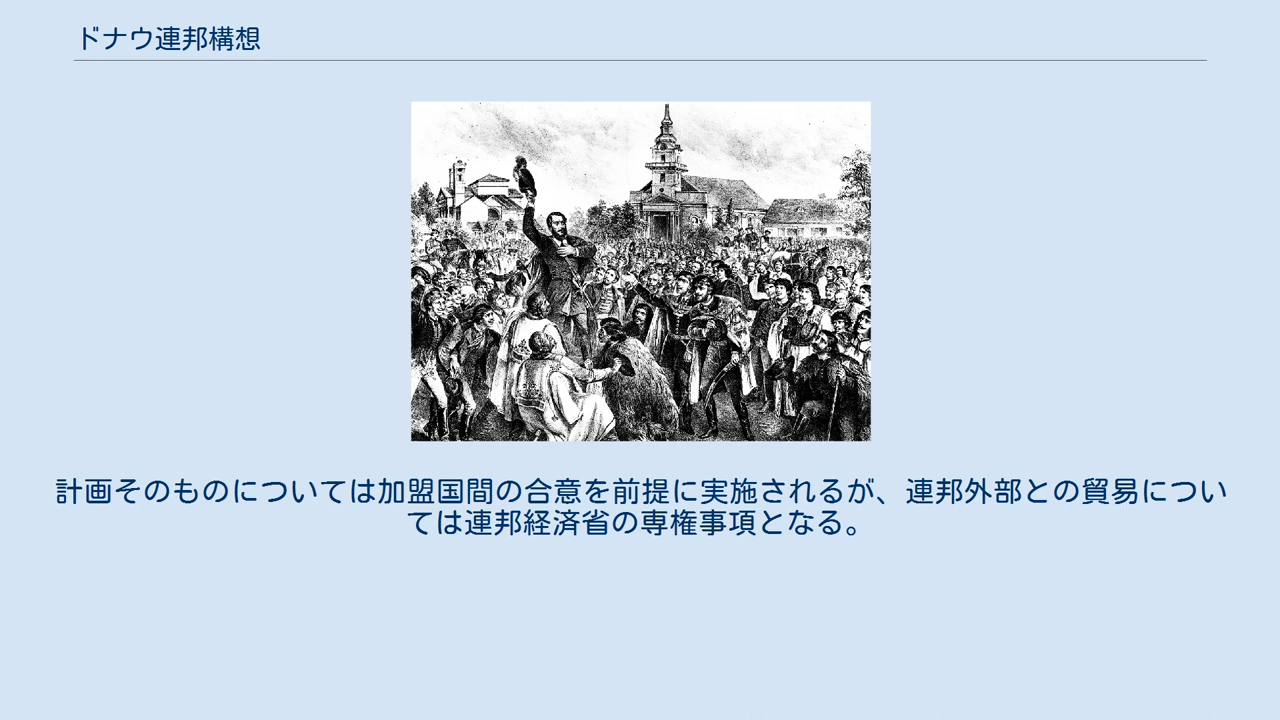 ドナウ連邦構想
計画そのものについては加盟国間の合意を前提に実施されるが、連邦外部との貿易につい
ては連邦経済省の専権事項となる。